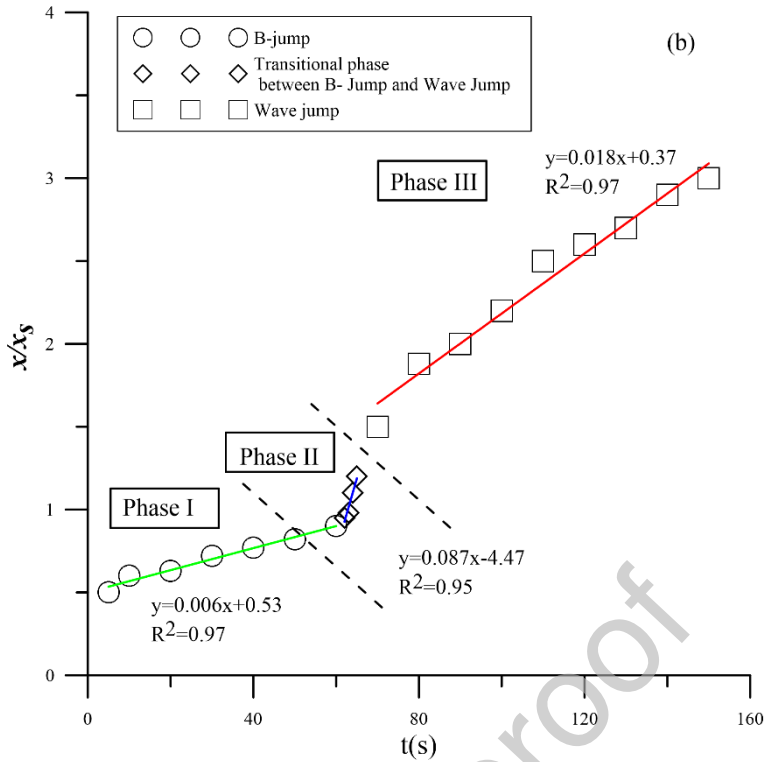 4
(b)
B-jump
Transitional phase
between B- Jump and Wave Jump
Wave jump
y=0.018x+0.37
R2=0.97
3
Phase III
x/xs
2
Phase II
Phase I
1
y=0.087x-4.47
R2=0.95
y=0.006x+0.53
R2=0.97
0
0 40 80 120 160
t(s)
roof